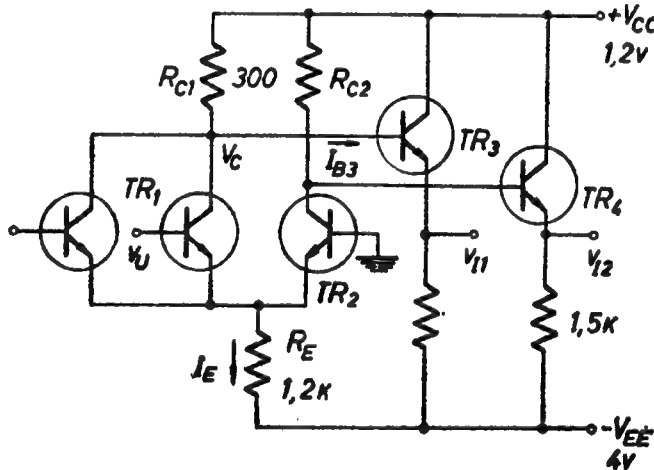 +VCC
1,2V
RC1
300
RC2
TR3
VC
IB3
TR1
TR4
VU
TR2
VI1
VI2
IE
RE
1,2K
1,5K
-VEE
4V